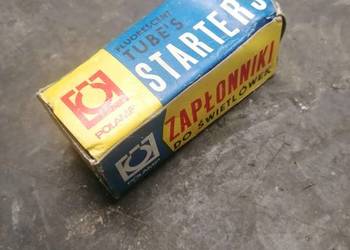 FLUORESCENT
TUBE'S
STARTERS
POLAMP
ZAPŁONNIKI
DO ŚWIETLÓWEK
POLAMP